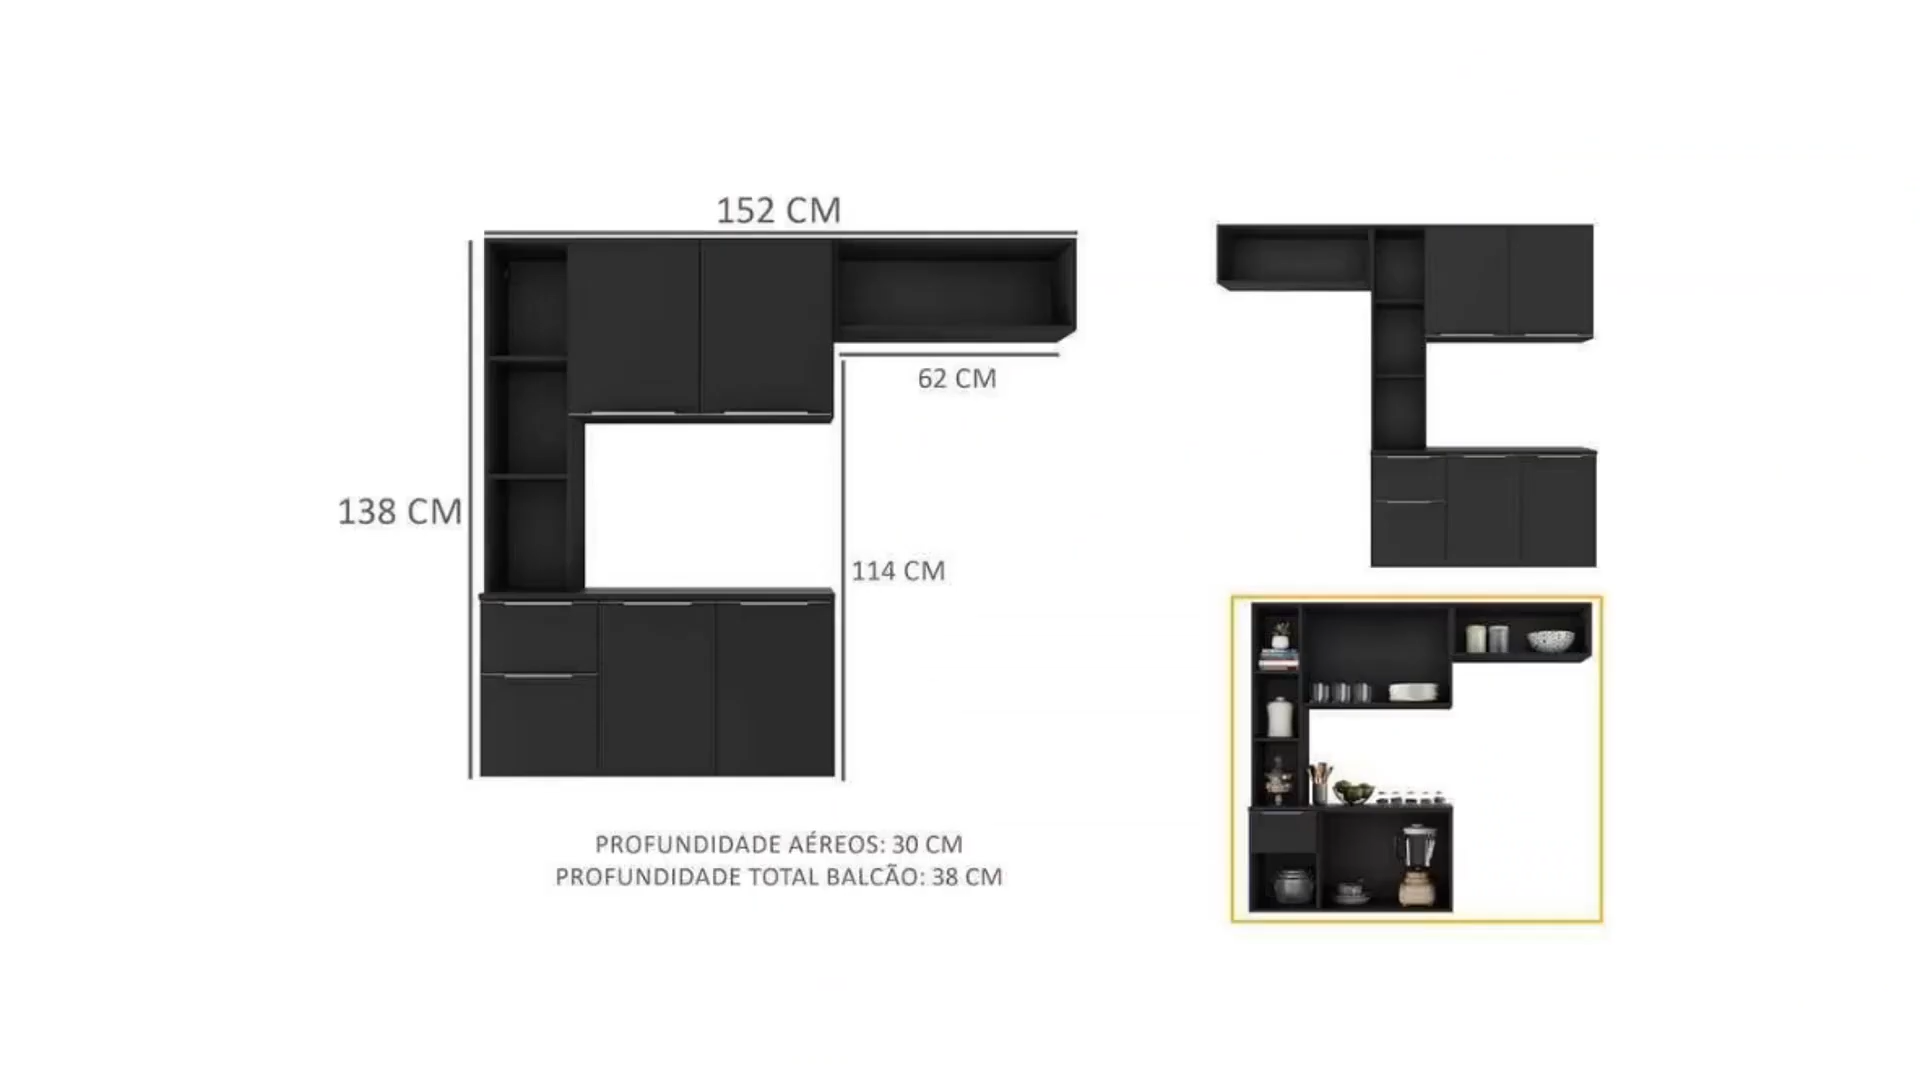 152 CM
62 CM
138 CM
114 CM
PROFUNDIDADE AÉREOS: 30 CM
PROFUNDIDADE TOTAL BALCÃO: 38 CM